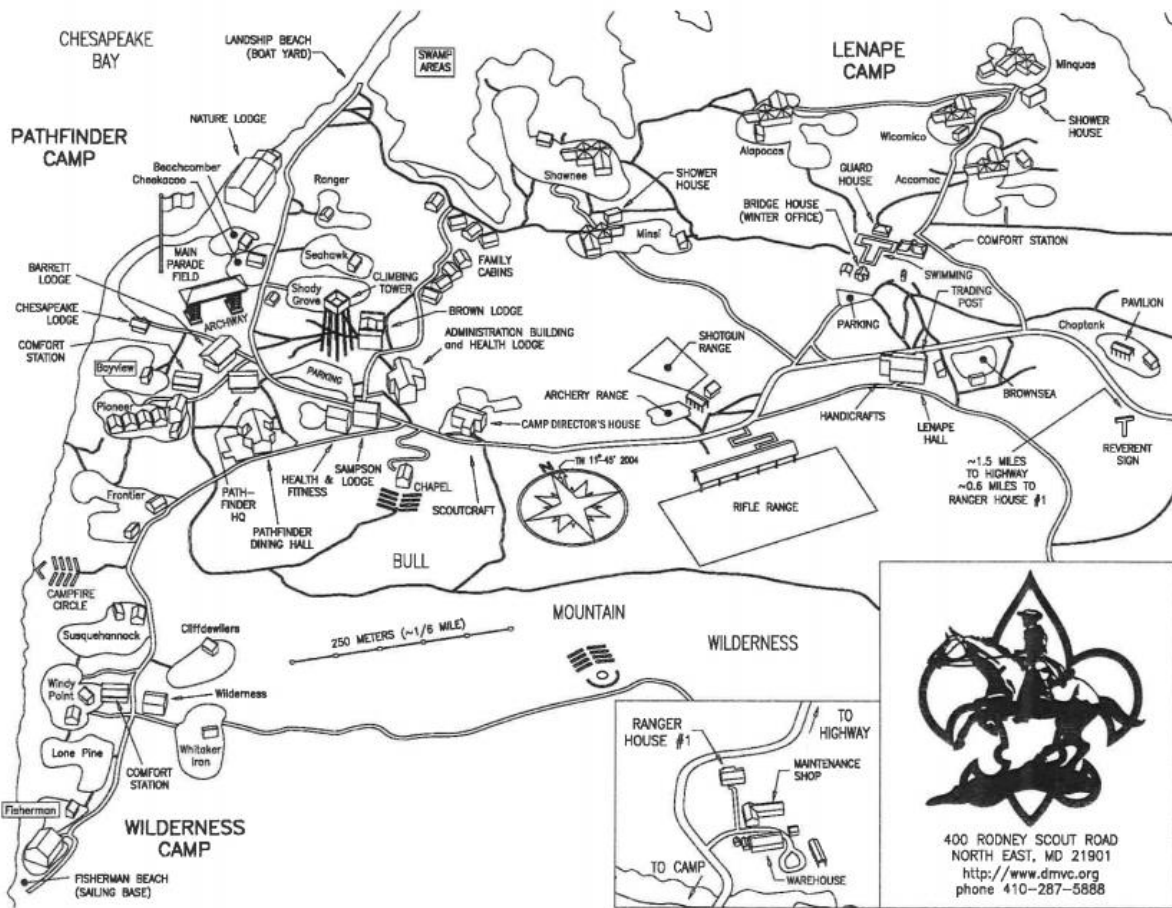 CHESAPEAKE
BAY
LANDSHIP BEACH
(BOAT YARD)
SWAMP
AREAS
LENAPE
CAMP
Minquas
SHOWER
HOUSE
NATURE LODGE
PATHFINDER
CAMP
Beachcomber
Cheekacoo
Ranger
MAIN
PARADE
FIELD
Seahawk
BARRETT
LODGE
CHESAPEAKE
LODGE
ARCHWAY
Shady
Grove
CLIMBING
TOWER
FAMILY
CABINS
BROWN LODGE
ADMINISTRATION BUILDING
and HEALTH LODGE
COMFORT
STATION
Bayview
Pioneer
PARKING
Shawnee
SHOWER
HOUSE
Minsi
Alapocas
Wicomico
Accomac
GUARD
HOUSE
BRIDGE HOUSE
(WINTER OFFICE)
COMFORT STATION
SWIMMING
TRADING
POST
PARKING
Choptank
PAVILION
SHOTGUN
RANGE
ARCHERY RANGE
HANDICRAFTS
LENAPE
HALL
BROWNSEA
REVERENT
SIGN
~1.5 MILES
TO HIGHWAY
~0.6 MILES TO
RANGER HOUSE #1
CAMP DIRECTOR'S HOUSE
Frontier
PATH-
FINDER
HQ
HEALTH &
FITNESS
SAMPSON
LODGE
CHAPEL
SCOUTCRAFT
PATHFINDER
DINING HALL
N
TN 11°-45' 2004
RIFLE RANGE
BULL
MOUNTAIN
WILDERNESS
CAMPFIRE
CIRCLE
Susquehannock
Cliffdwellers
250 METERS (~1/6 MILE)
Windy
Point
Wilderness
Whitaker
Iron
Lone Pine
COMFORT
STATION
Fisherman
WILDERNESS
CAMP
FISHERMAN BEACH
(SAILING BASE)
RANGER
HOUSE #1
TO
HIGHWAY
MAINTENANCE
SHOP
TO CAMP
WAREHOUSE
400 RODNEY SCOUT ROAD
NORTH EAST, MD 21901
http://www.dmvc.org
phone 410-287-5888